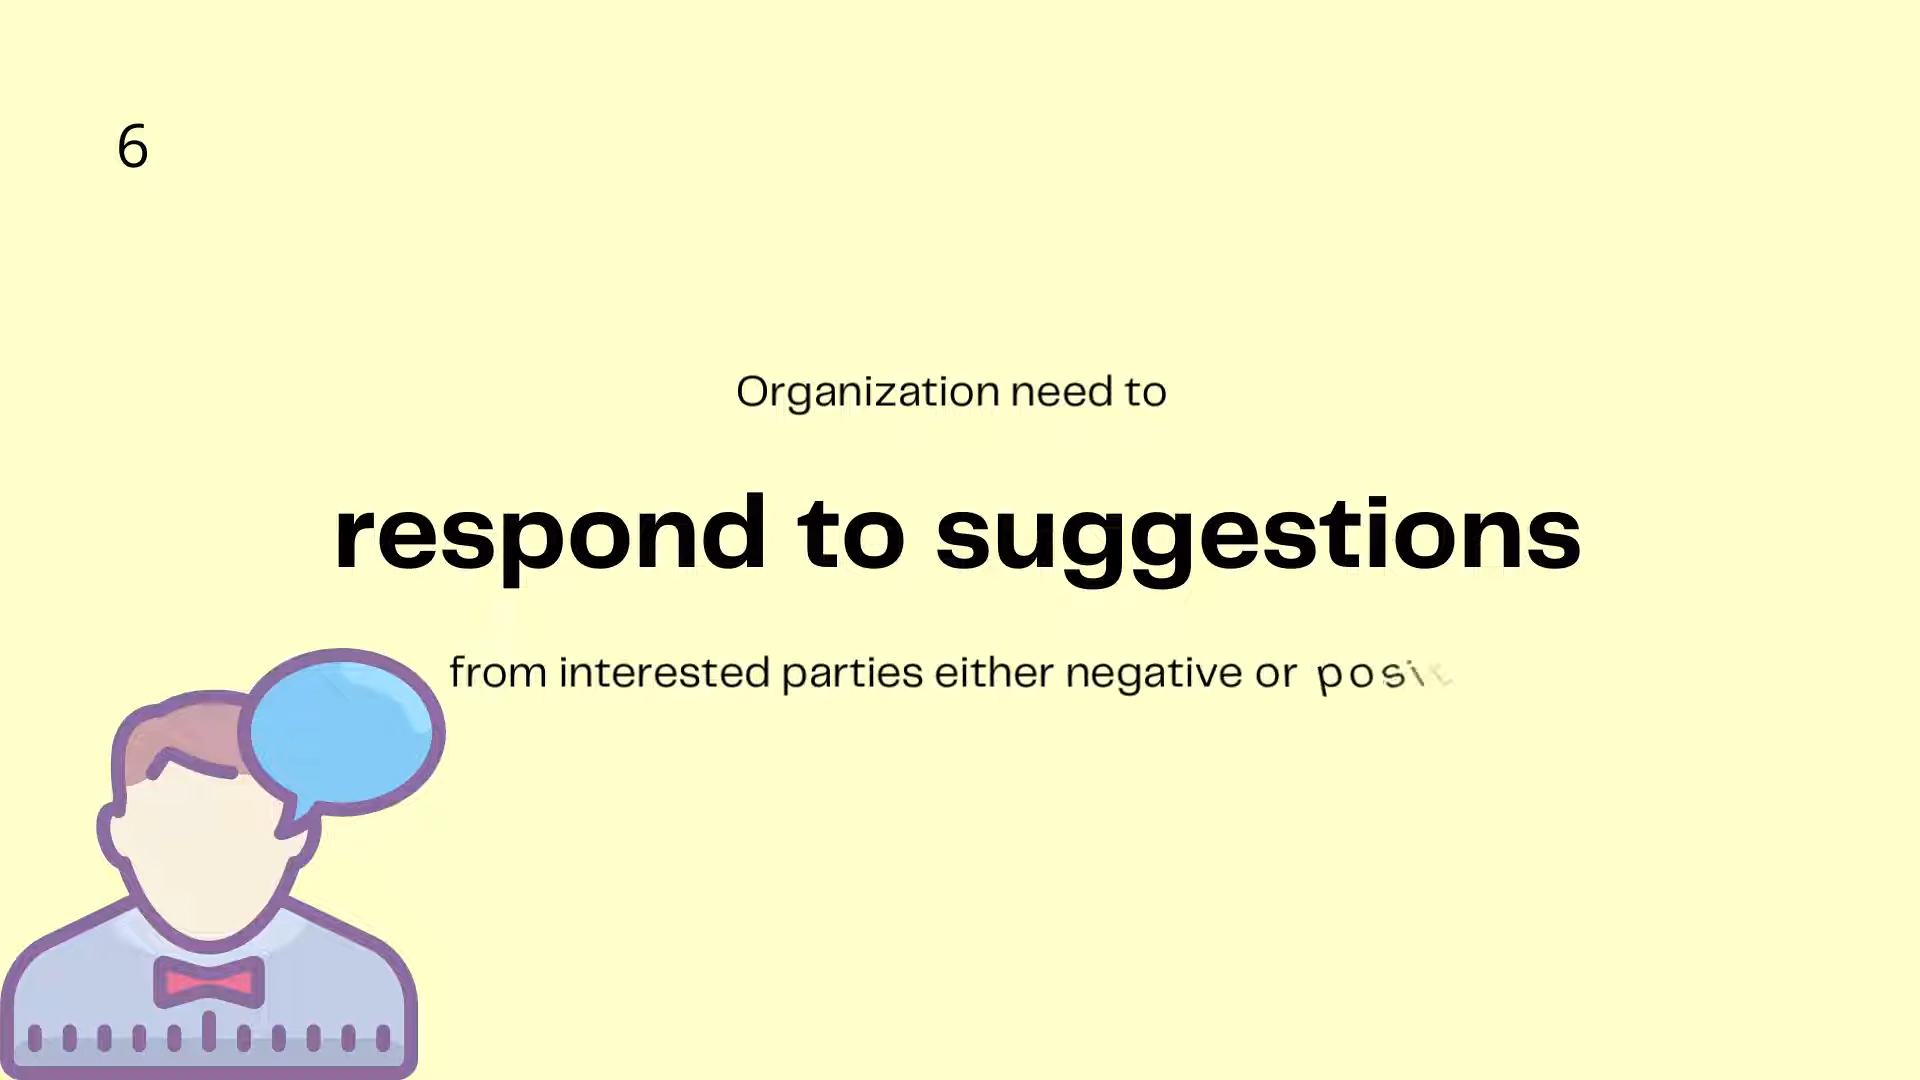 6
Organization need to
respond to suggestions
from interested parties either negative or